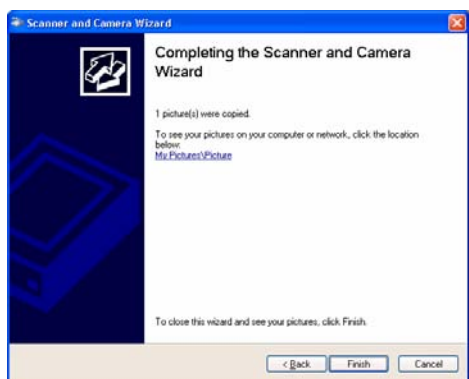 Scanner and Camera Wizard
Completing the Scanner and Camera
Wizard
1 picture(s) were copied.
To see your pictures on your computer or network, click the location
below:
My Pictures\Picture
To close this wizard and see your pictures, click Finish.
< Back Finish Cancel